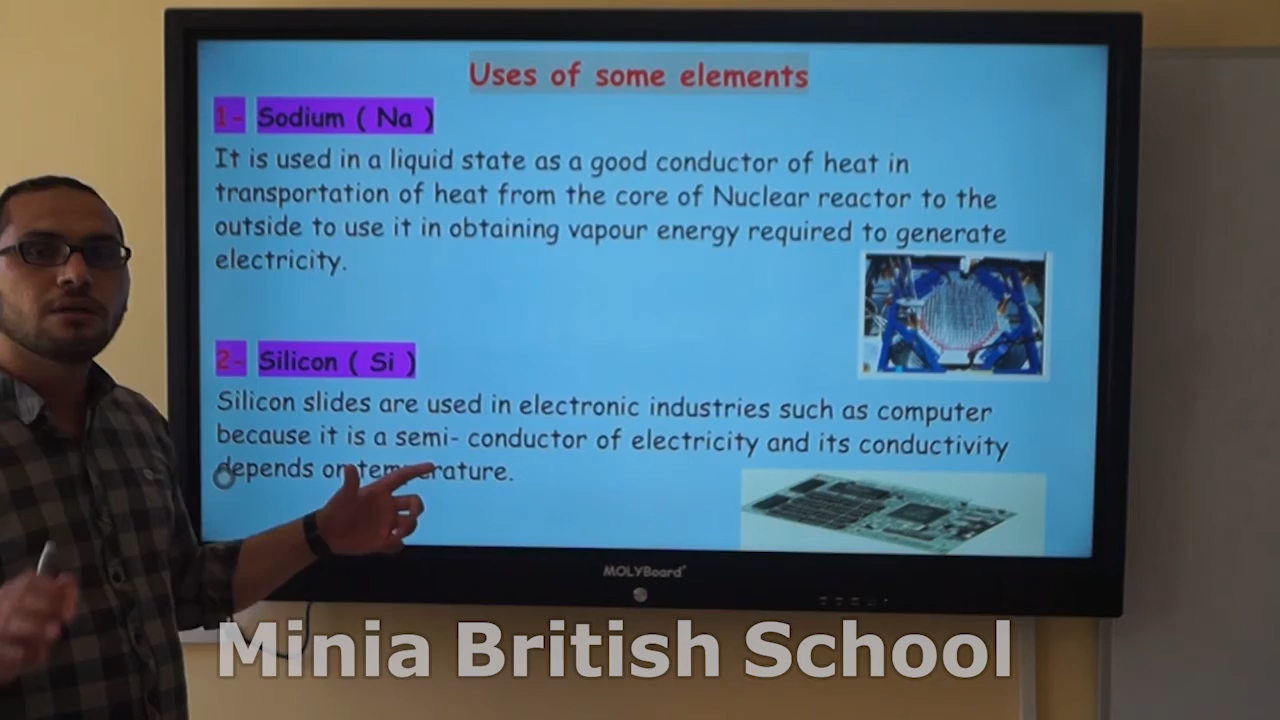 Uses of some elements
1- Sodium ( Na )
It is used in a liquid state as a good conductor of heat in
transportation of heat from the core of Nuclear reactor to the
outside to use it in obtaining vapour energy required to generate
electricity.
2- Silicon ( Si )
Silicon slides are used in electronic industries such as computer
because it is a semi- conductor of electricity and its conductivity
depends on temperature.
MOLYBoard
Minia British School